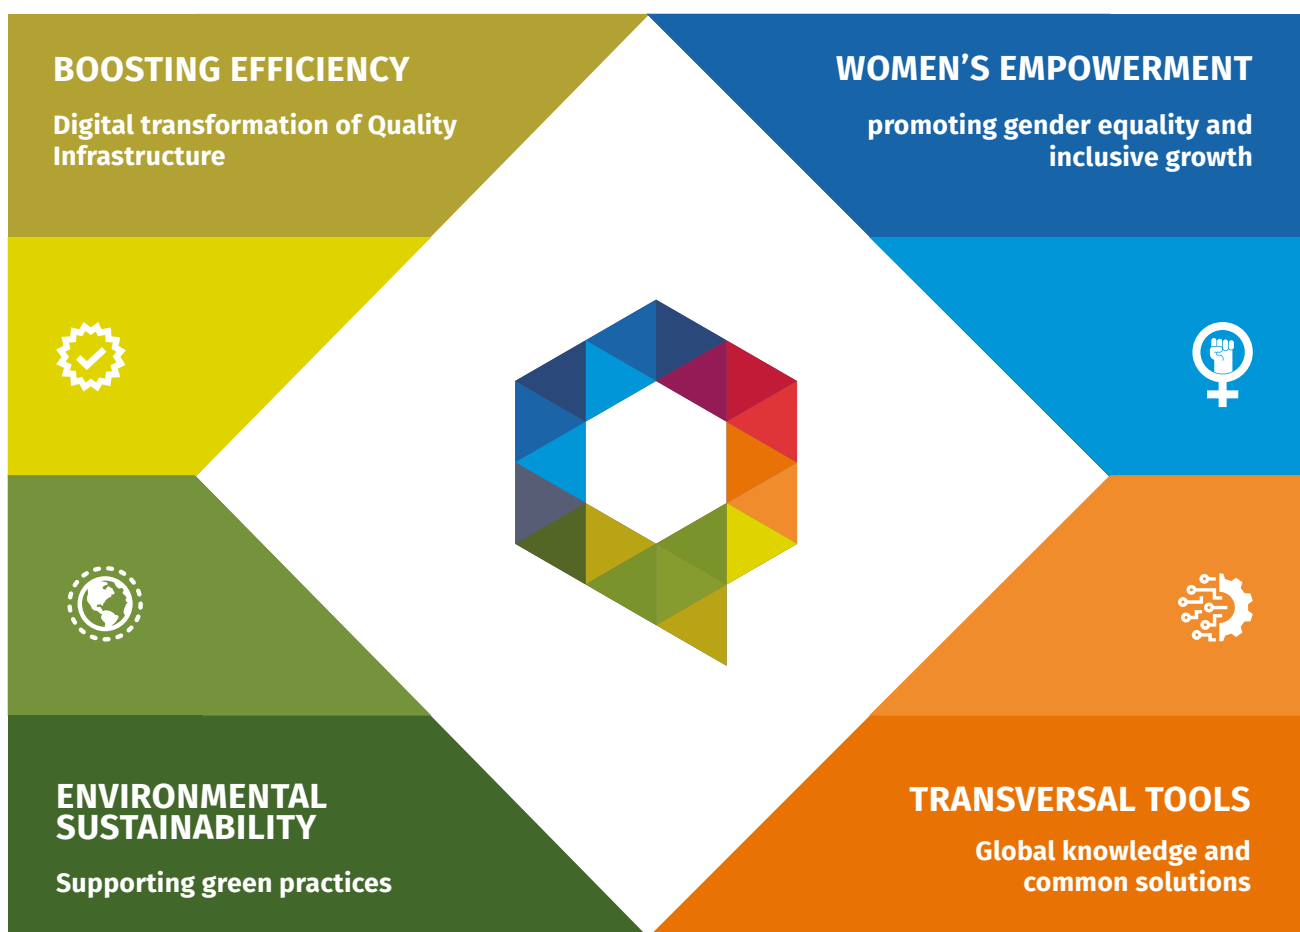 BOOSTING EFFICIENCY
Digital transformation of Quality
Infrastructure
WOMEN’S EMPOWERMENT
promoting gender equality and
inclusive growth
ENVIRONMENTAL
SUSTAINABILITY
Supporting green practices
TRANSVERSAL TOOLS
Global knowledge and
common solutions